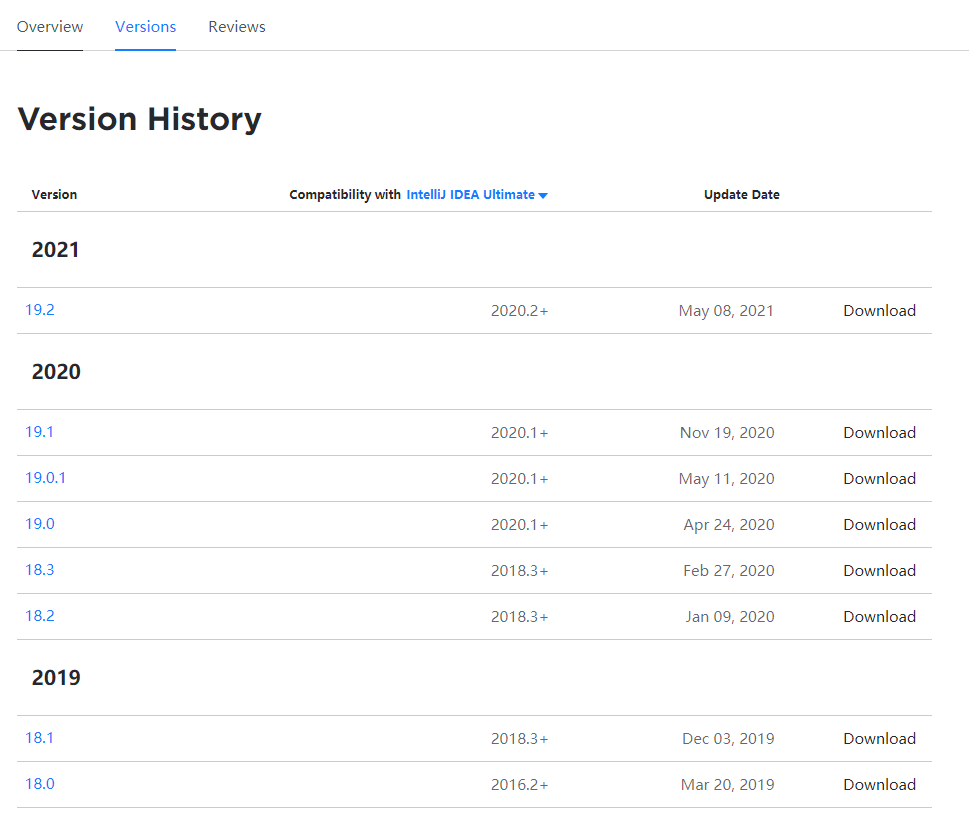 Overview Versions Reviews
Version History
Version Compatibility with IntelliJ IDEA Ultimate Update Date
2021
19.2 2020.2+ May 08, 2021 Download
2020
19.1 2020.1+ Nov 19, 2020 Download
19.0.1 2020.1+ May 11, 2020 Download
19.0 2020.1+ Apr 24, 2020 Download
18.3 2018.3+ Feb 27, 2020 Download
18.2 2018.3+ Jan 09, 2020 Download
2019
18.1 2018.3+ Dec 03, 2019 Download
18.0 2016.2+ Mar 20, 2019 Download